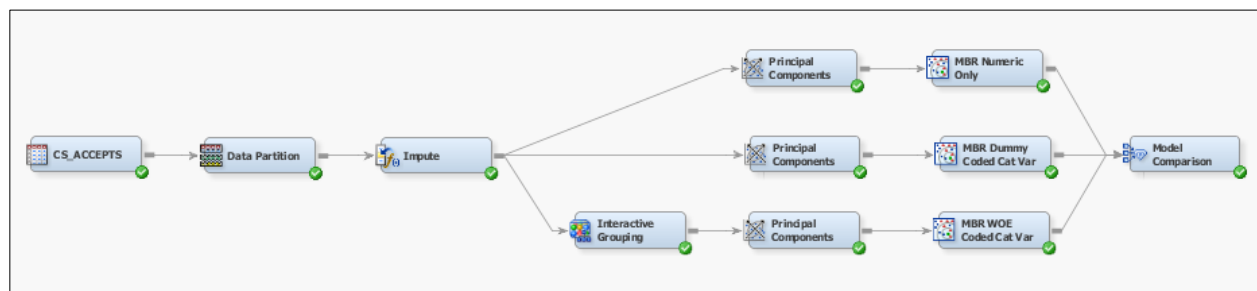 Principal
Components
MBR Numeric
Only
CS_ACCEPTS
Data Partition
Impute
Principal
Components
MBR Dummy
Coded Cat Var
Model
Comparison
Interactive
Grouping
Principal
Components
MBR WOE
Coded Cat Var